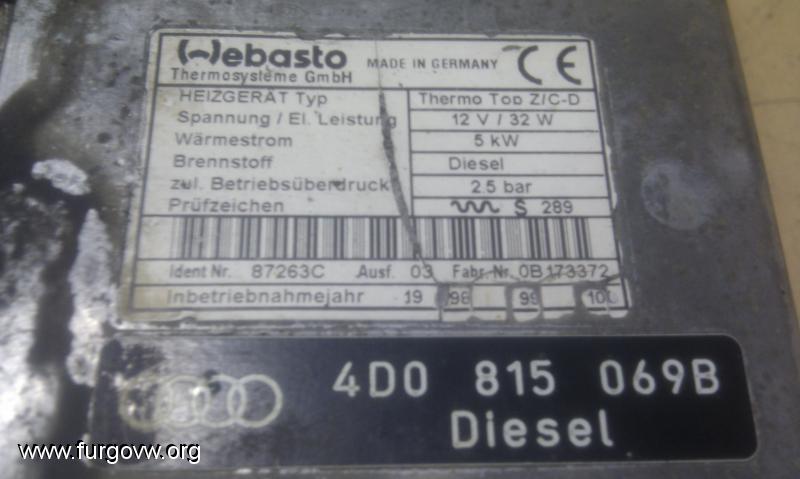 Webasto MADE IN GERMANY CE
Thermosysteme GmbH
HEIZGERÄT Typ Thermo Top Z/C-D
Spannung / El. Leistung 12 V / 32 W
Wärmestrom 5 kW
Brennstoff Diesel
zul. Betriebsüberdruck 2.5 bar
Prüfzeichen S 289
Ident Nr. 87263C Ausf. 03 Fabr. Nr. 0B173372
Inbetriebnahmejahr 19 98 99
4D0 815 069B
Diesel
www.furgovw.org